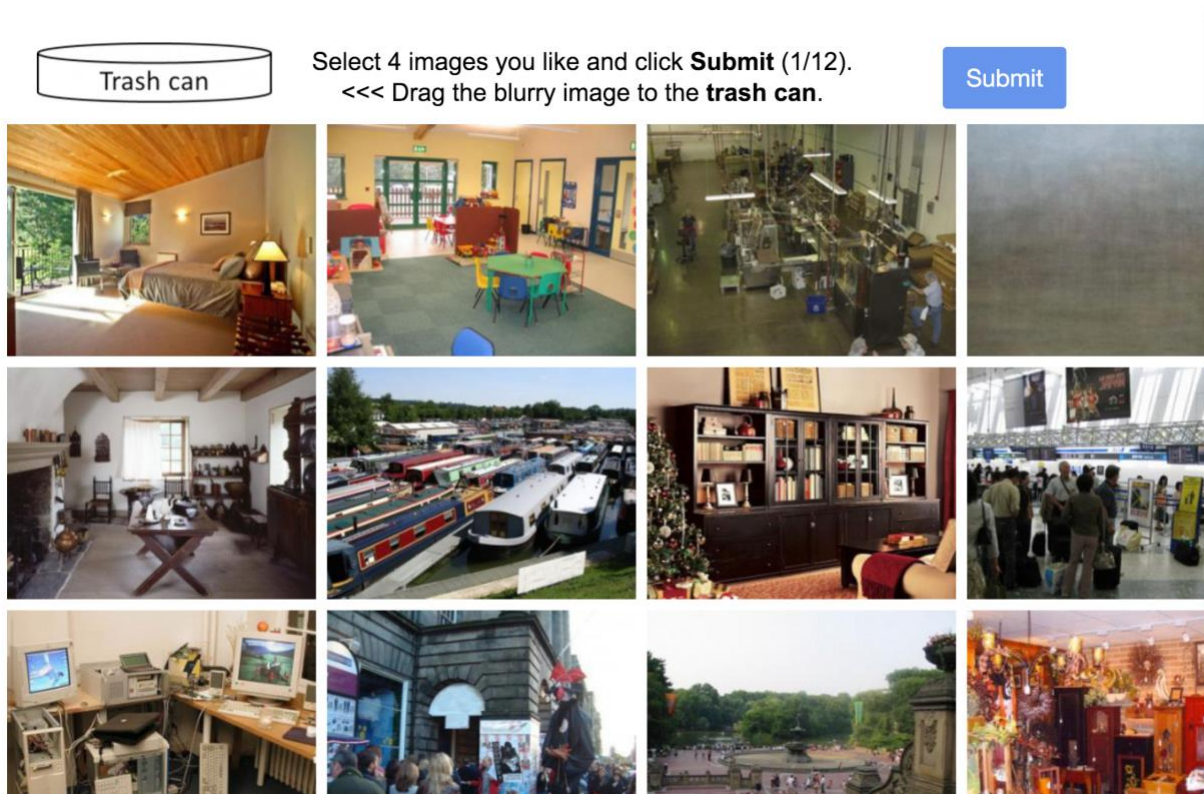 Trash can
Select 4 images you like and click Submit (1/12).
<<< Drag the blurry image to the trash can.
Submit